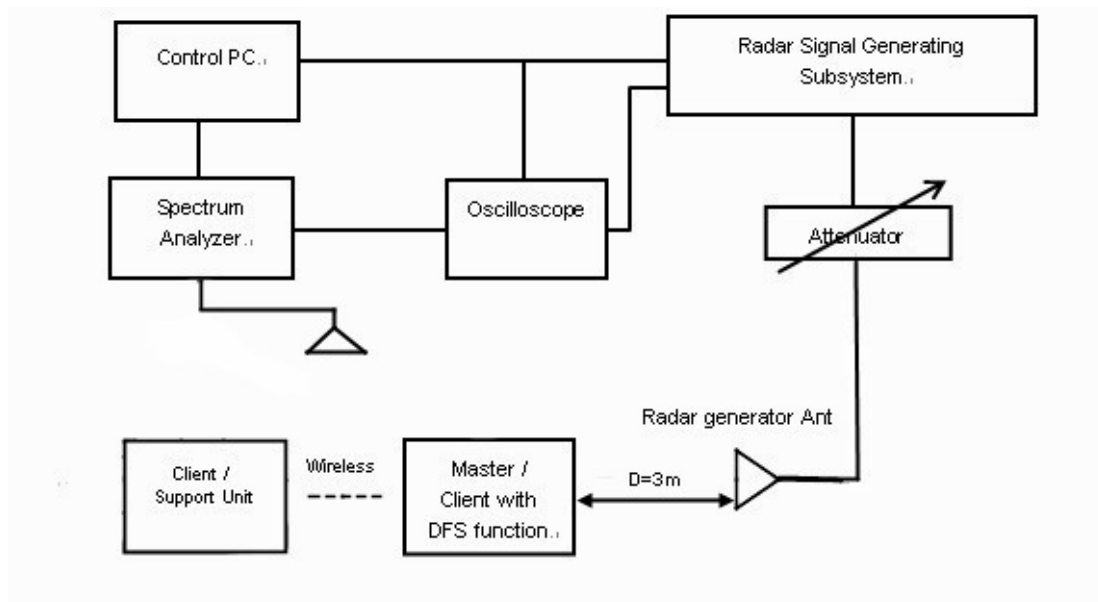 Control PC.
Radar Signal Generating
Subsystem.
Spectrum
Analyzer.
Oscilloscope
Attenuator
Radar generator Ant
Client /
Support Unit
Wireless
Master /
Client with
DFS function.
D=3m